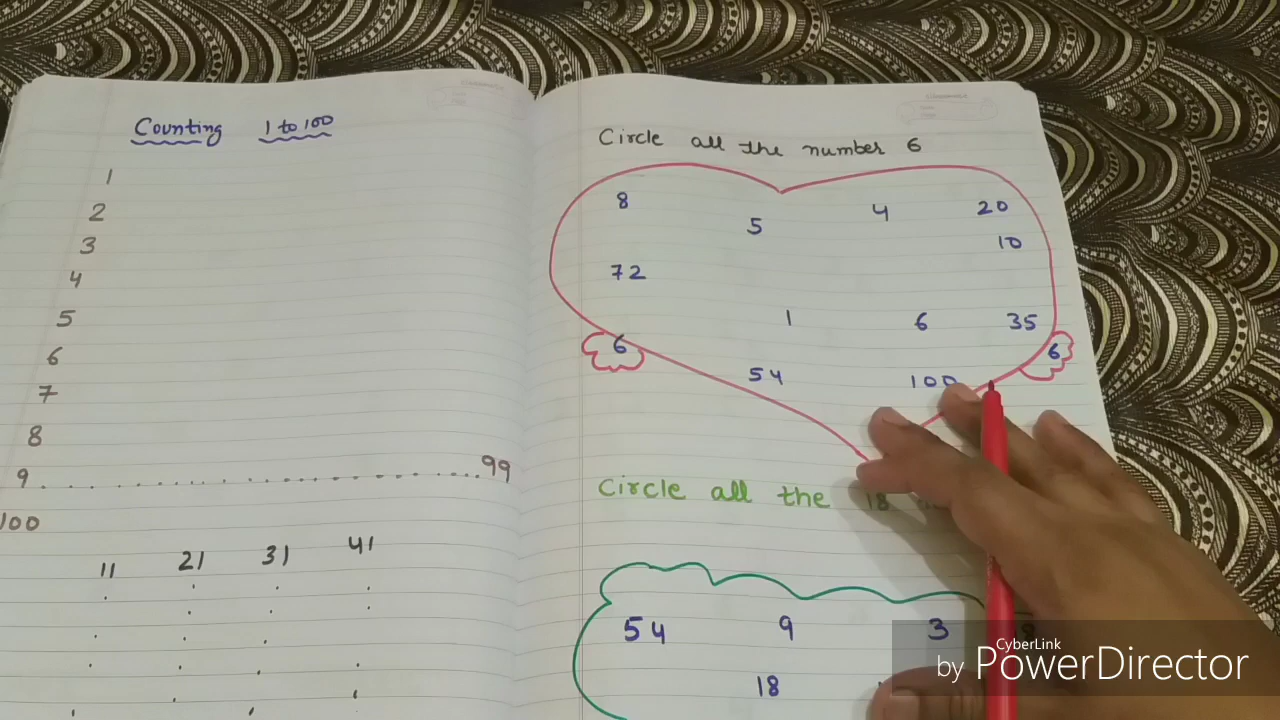 Counting 1 to 100
1
2
3
4
5
6
7
8
9 . . . . . . . . . . . . . . . . . . 99
100
11 21 31 41
Circle all the number 6
8 5 4 20
10
72
1 6 35
6 6
54 100
Circle all the 18
54 9 3
18
CyberLink
by PowerDirector